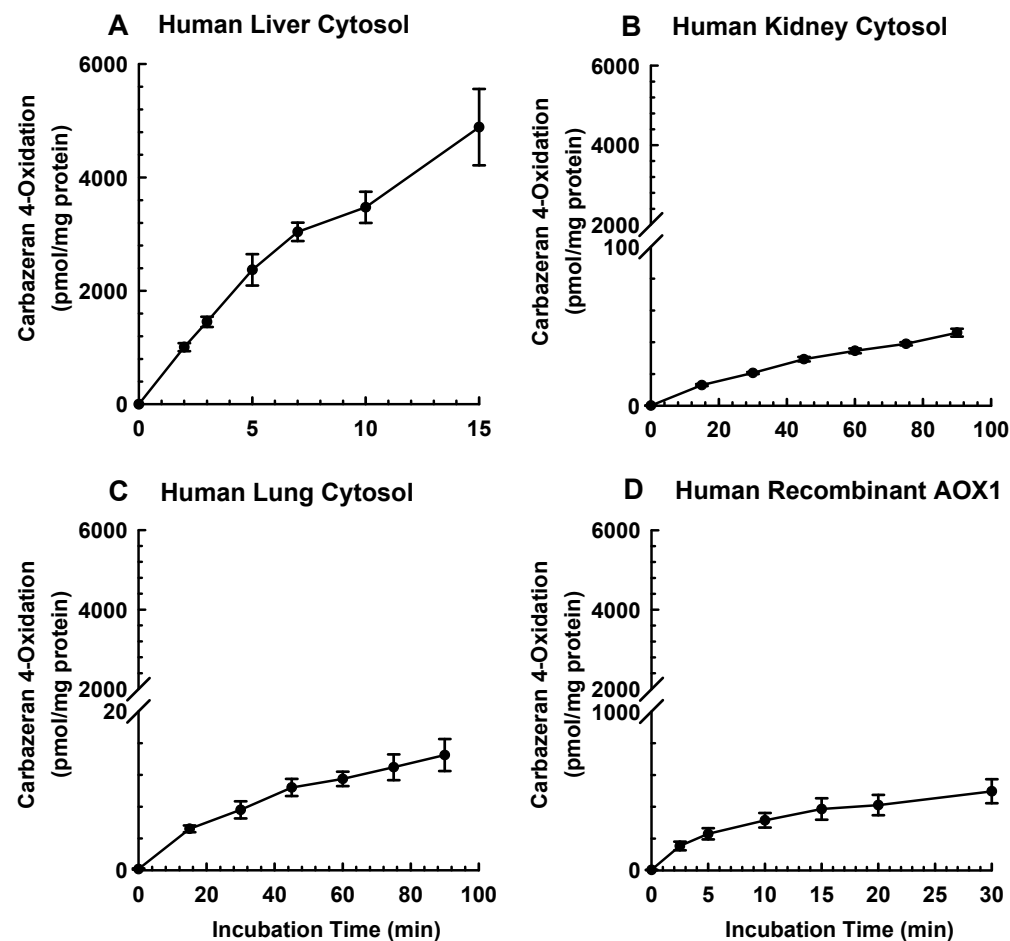 A Human Liver Cytosol
Carbazeran 4-Oxidation
(pmol/mg protein)
6000
4000
2000
0
0 5 10 15
B Human Kidney Cytosol
Carbazeran 4-Oxidation
(pmol/mg protein)
6000
4000
2000
100
0
0 20 40 60 80 100
C Human Lung Cytosol
Carbazeran 4-Oxidation
(pmol/mg protein)
6000
4000
2000
20
0
0 20 40 60 80 100
Incubation Time (min)
D Human Recombinant AOX1
Carbazeran 4-Oxidation
(pmol/mg protein)
6000
4000
2000
1000
0
0 5 10 15 20 25 30
Incubation Time (min)